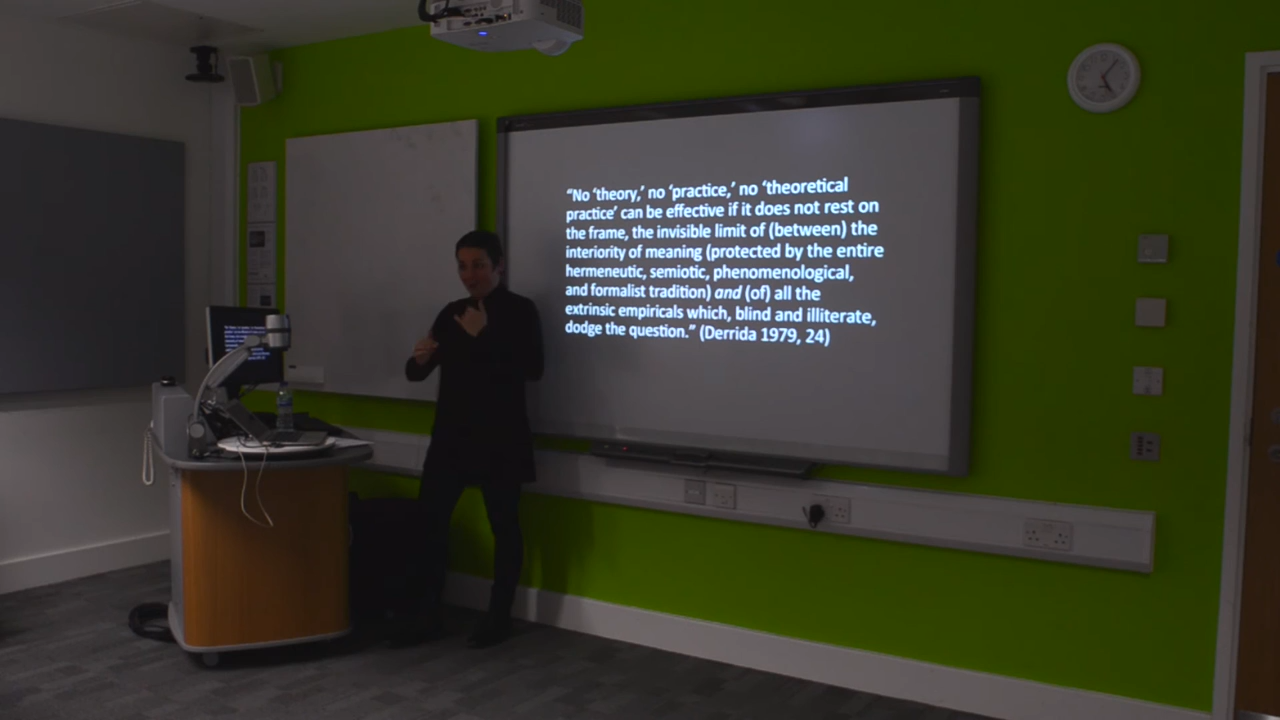 “No ‘theory,’ no ‘practice,’ no ‘theoretical
practice’ can be effective if it does not rest on
the frame, the invisible limit of (between) the
interiority of meaning (protected by the entire
hermeneutic, semiotic, phenomenological,
and formalist tradition) and (of) all the
extrinsic empiricals which, blind and illiterate,
dodge the question.” (Derrida 1979, 24)